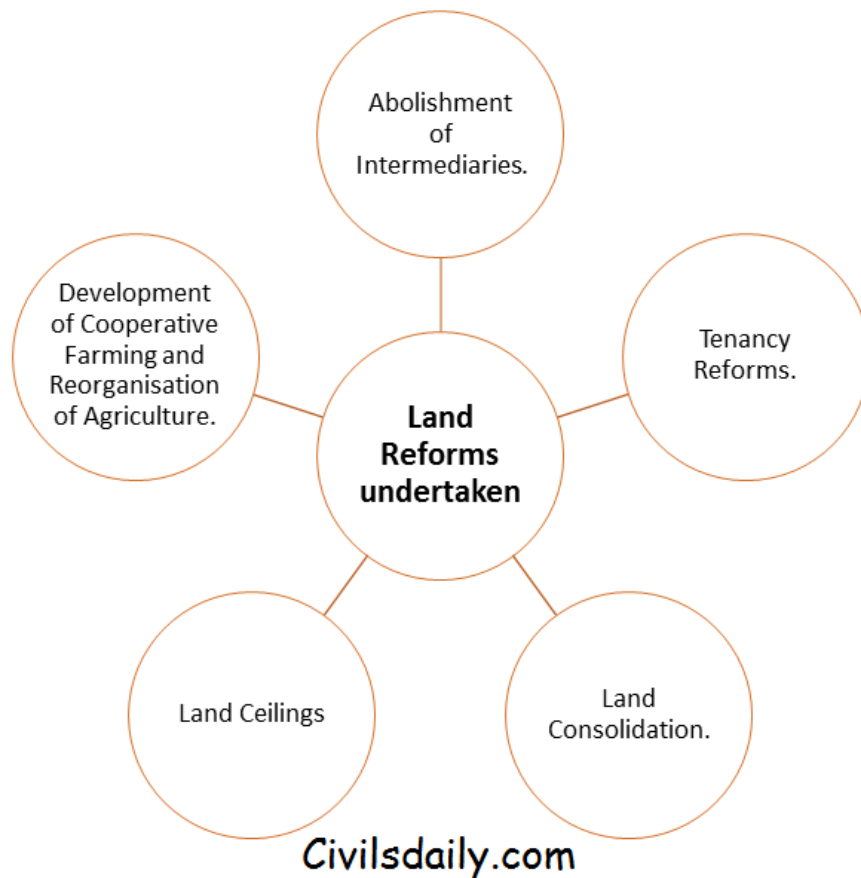 Abolishment
of
Intermediaries.
Tenancy
Reforms.
Land
Consolidation.
Land Ceilings
Development
of Cooperative
Farming and
Reorganisation
of Agriculture.
Land
Reforms
undertaken
Civilsdaily.com